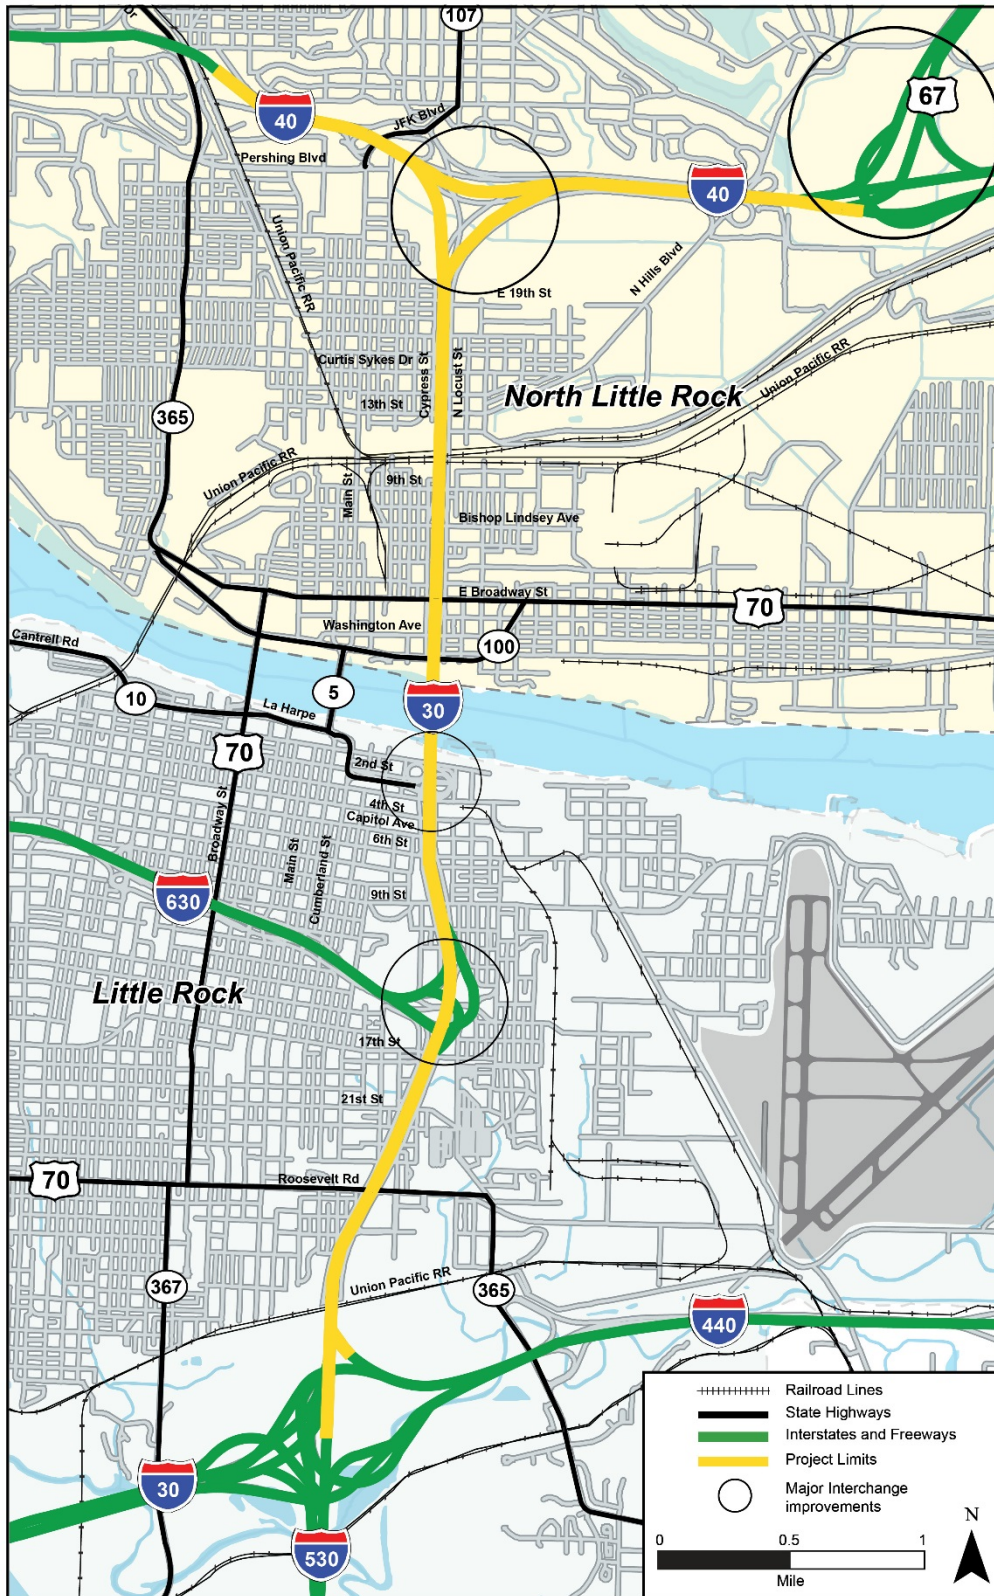 Dr
107
67
40
JFK Blvd
Pershing Blvd
40
Union Pacific RR
N Hills Blvd
E 19th St
Curtis Sykes Dr
Cypress St
N Locust St
Union Pacific RR
North Little Rock
13th St
365
Union Pacific RR
Main St
9th St
Bishop Lindsey Ave
E Broadway St
70
Washington Ave
100
Cantrell Rd
10
5
30
La Harpe
70
2nd St
4th St
Capitol Ave
6th St
Broadway St
Main St
Cumberland St
630
9th St
Little Rock
17th St
21st St
70
Roosevelt Rd
367
Union Pacific RR
365
440
30
530
Railroad Lines
State Highways
Interstates and Freeways
Project Limits
Major Interchange
improvements
N
0 0.5 1
Mile